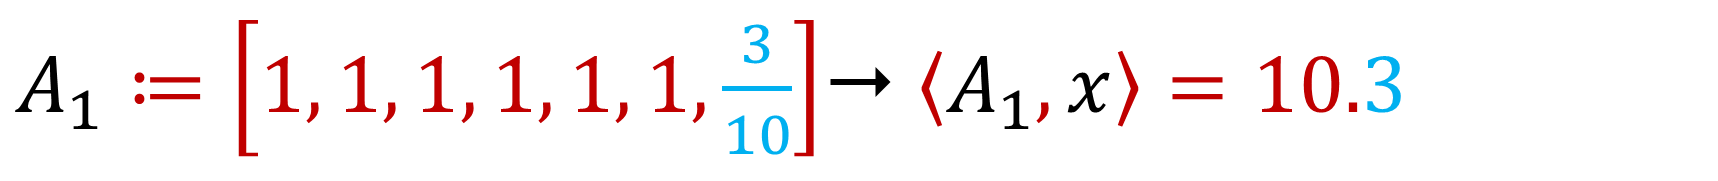 A₁ ≔ [1, 1, 1, 1, 1, 1, 3/10] → ⟨A₁, x⟩ = 10.3